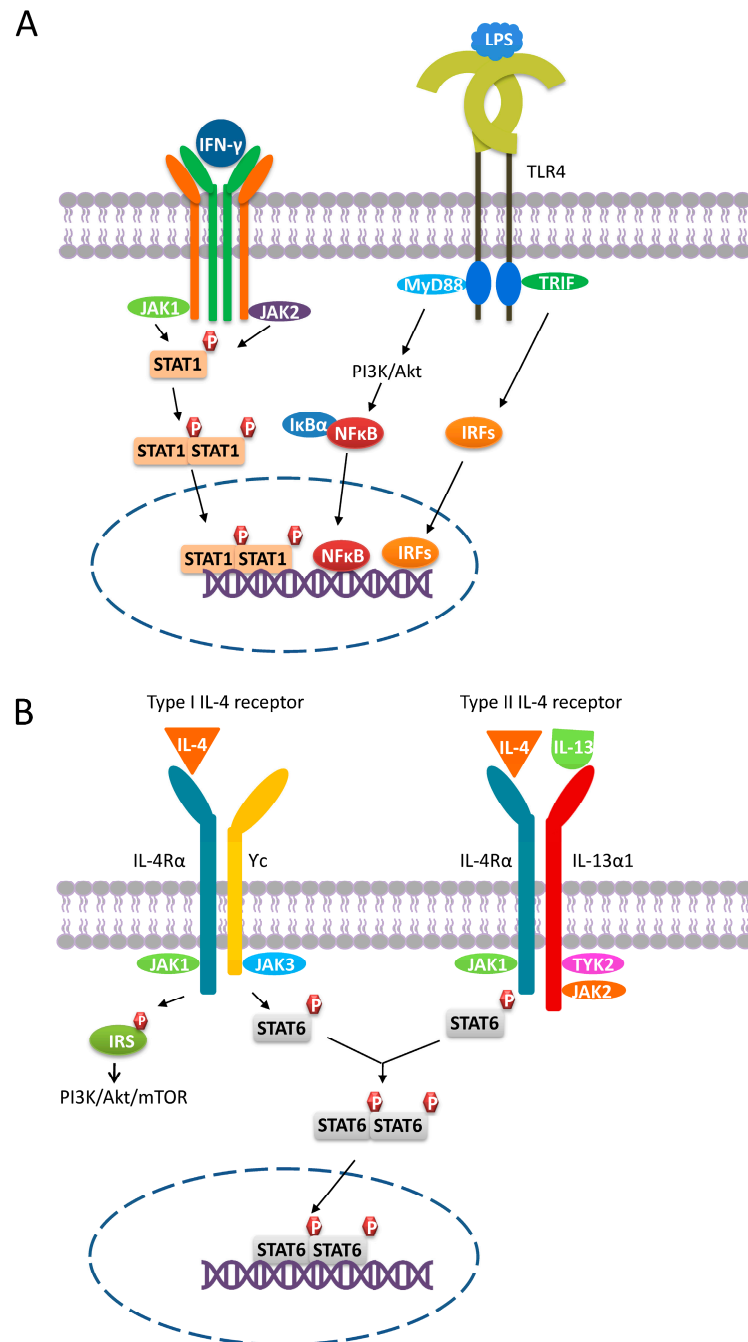 A
LPS
IFN-γ
TLR4
MyD88
TRIF
JAK1
JAK2
P
STAT1
PI3K/Akt
IκBα
NFκB
IRFs
P
P
STAT1
STAT1
P
P
STAT1
STAT1
NFκB
IRFs
B
Type I IL-4 receptor
Type II IL-4 receptor
IL-4
IL-4
IL-13
IL-4Rα
Yc
IL-4Rα
IL-13α1
JAK1
JAK3
JAK1
TYK2
JAK2
P
P
P
IRS
STAT6
STAT6
PI3K/Akt/mTOR
P
P
STAT6
STAT6
P
P
STAT6
STAT6